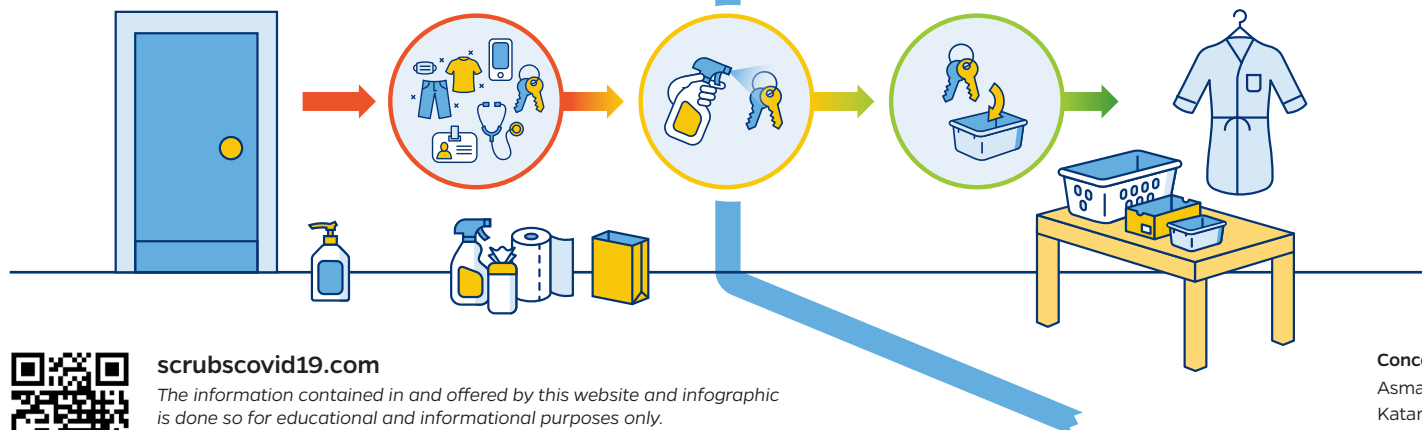 scrubscovid19.com
The information contained in and offered by this website and infographic
is done so for educational and informational purposes only.